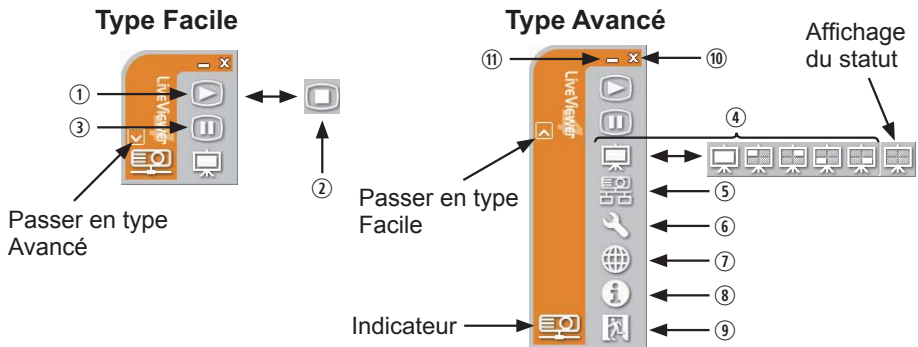 Type Facile
Type Avancé
Affichage
du statut
LiveViewer
①
③
②
Passer en type
Avancé
⑪
⑩
LiveViewer
④
Passer en type
Facile
⑤
⑥
⑦
⑧
Indicateur
⑨